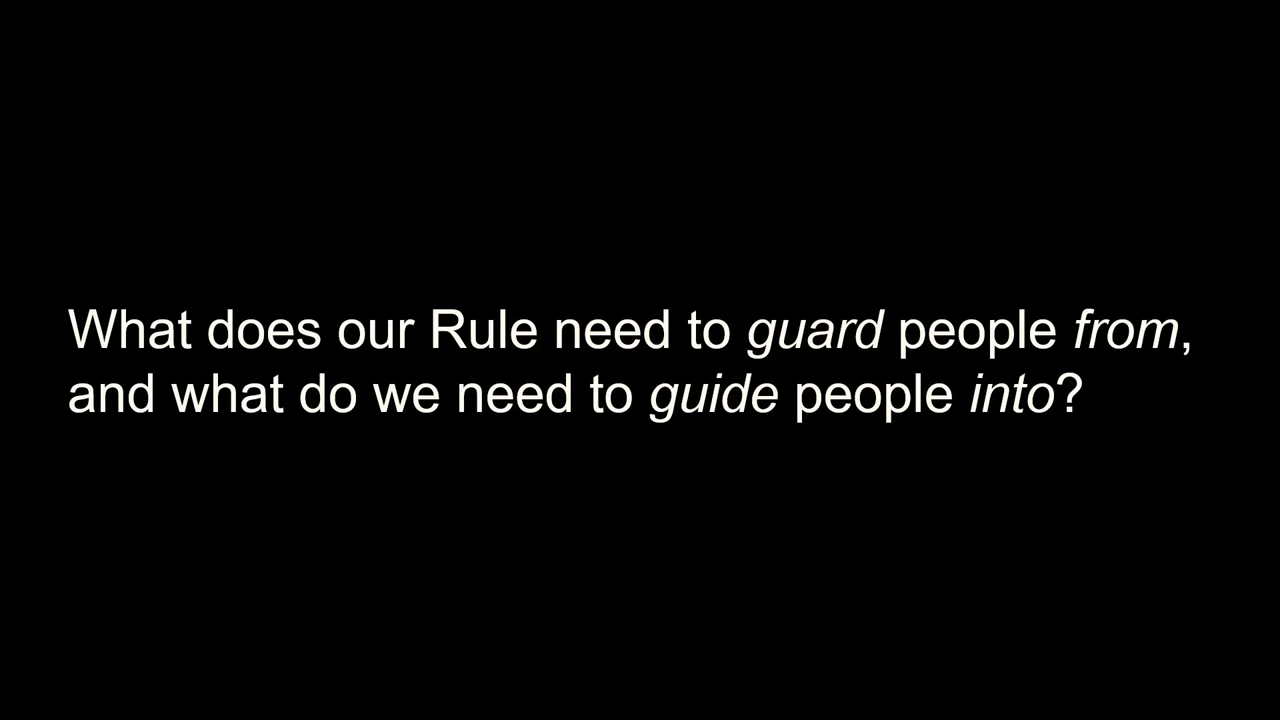 What does our Rule need to guard people from,
and what do we need to guide people into?